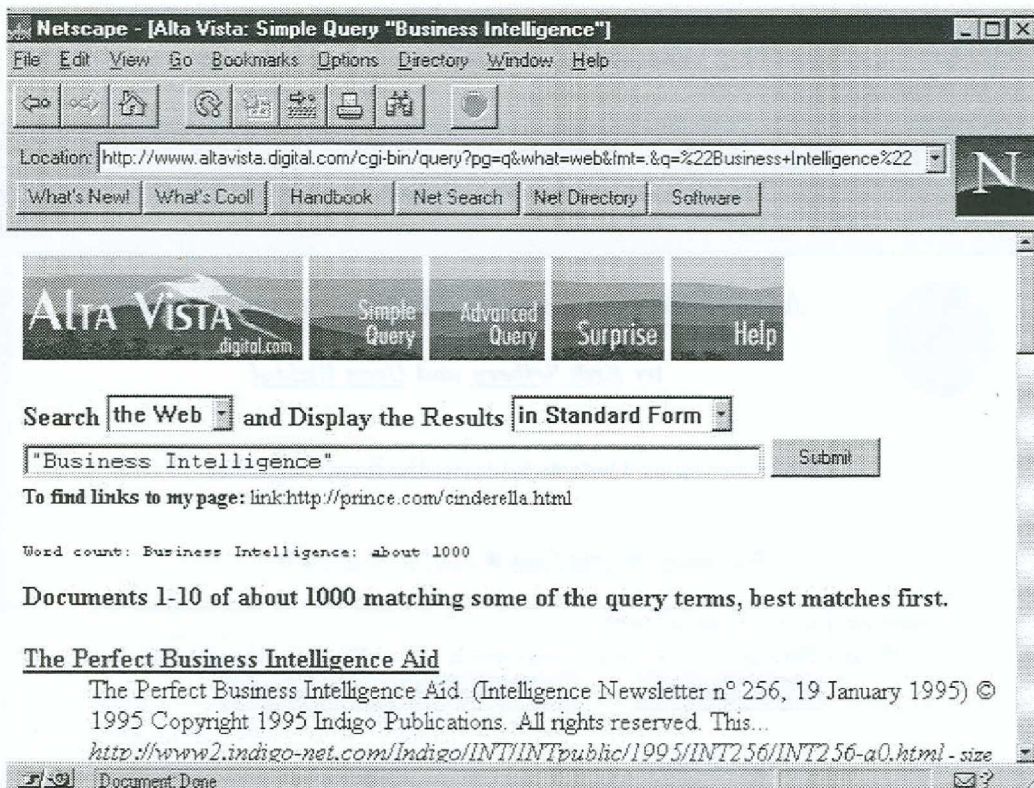 Netscape - [Alta Vista: Simple Query "Business Intelligence"]
File Edit View Go Bookmarks Options Directory Window Help
Location: http://www.altavista.digital.com/cgi-bin/query?pg=q&what=web&fmt=.&q=%22Business+Intelligence%22
N
What's New! What's Cool! Handbook Net Search Net Directory Software
ALTA VISTA
.digital.com
Simple Query
Advanced Query
Surprise
Help
Search the Web and Display the Results in Standard Form
"Business Intelligence" Submit
To find links to my page: link:http://prince.com/cinderella.html
Word count: Business Intelligence: about 1000
Documents 1-10 of about 1000 matching some of the query terms, best matches first.
The Perfect Business Intelligence Aid
The Perfect Business Intelligence Aid. (Intelligence Newsletter n° 256, 19 January 1995) ©
1995 Copyright 1995 Indigo Publications. All rights reserved. This...
http://www2.indigo-net.com/Indigo/INT/INTpublic/1995/INT256/INT256-a0.html - size
Document: Done